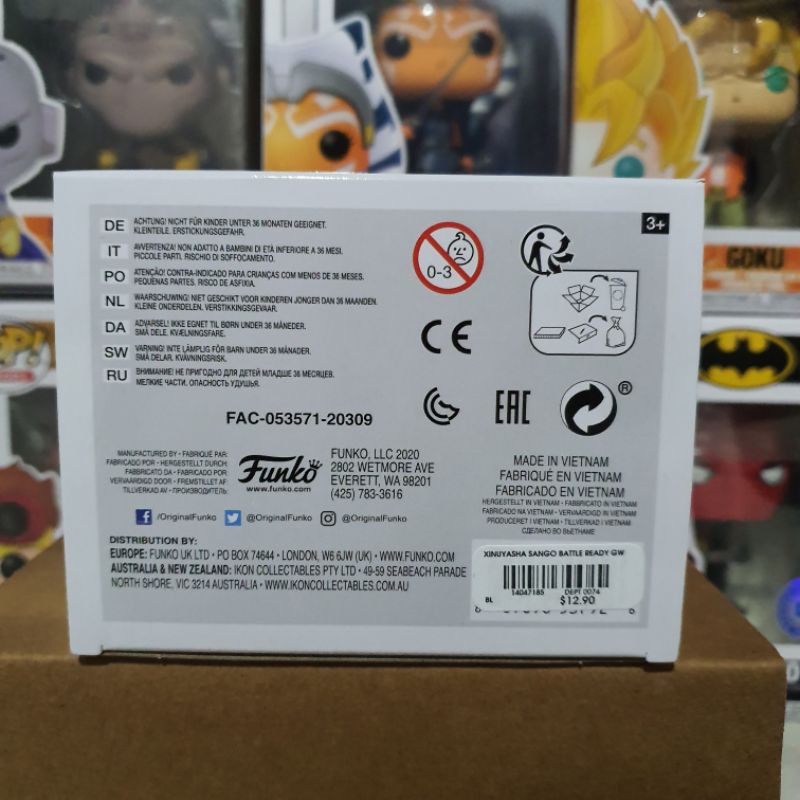 GOKU
3+
DE ACHTUNG! NICHT FÜR KINDER UNTER 36 MONATEN GEEIGNET.
KLEINTEILE. ERSTICKUNGSGEFAHR.
IT AVVERTENZA! NON ADATTO A BAMBINI DI ETÀ INFERIORE A 36 MESI.
PICCOLE PARTI. RISCHIO DI SOFFOCAMENTO.
PO ATENÇÃO! CONTRA-INDICADO PARA CRIANÇAS COM MENOS DE 36 MESES.
PEQUENAS PARTES. RISCO DE ASFIXIA.
NL WAARSCHUWING! NIET GESCHIKT VOOR KINDEREN JONGER DAN 36 MAANDEN.
KLEINE ONDERDELEN. VERSTIKKINGSGEVAAR.
DA ADVARSEL! IKKE EGNET TIL BØRN UNDER 36 MÅNEDER.
SMÅ DELE. KVÆLNINGSFARE.
SW VARNING! INTE LÄMPLIG FÖR BARN UNDER 36 MÅNADER.
SMÅ DELAR. KVÄVNINGSRISK.
RU ВНИМАНИЕ! НЕ ПРИГОДНО ДЛЯ ДЕТЕЙ МЛАДШЕ 36 МЕСЯЦЕВ.
МЕЛКИЕ ЧАСТИ. ОПАСНОСТЬ УДУШЬЯ.
0-3
CE
EAC
®
FAC-053571-20309
MANUFACTURED BY • FABRIQUÉ PAR:
FABRICADO POR • HERGESTELLT DURCH:
FABBRICATO DA • FABRICADO POR:
VERVAARDIGD DOOR • FREMSTILLET AF
TILLVERKAD AV • ПРОИЗВОДИТЕЛЬ:
Funko
www.funko.com
FUNKO, LLC 2020
2802 WETMORE AVE
EVERETT, WA 98201
(425) 783-3616
MADE IN VIETNAM
FABRIQUÉ EN VIETNAM
FABRICADO EN VIETNAM
HERGESTELLT IN VIETNAM • FABBRICATO IN VIETNAM
FABRICADO NA VIETNAM • VERVAARDIGD IN VIETNAM
PRODUCERET I VIETNAM • TILLVERKAD I VIETNAM
СДЕЛАНО ВО ВЬЕТНАМЕ
/OriginalFunko @OriginalFunko @OriginalFunko
DISTRIBUTION BY:
EUROPE: FUNKO UK LTD • PO BOX 74644 • LONDON, W6 6JW (UK) • WWW.FUNKO.COM
AUSTRALIA & NEW ZEALAND: IKON COLLECTABLES PTY LTD • 49-59 SEABEACH PARADE
NORTH SHORE, VIC 3214 AUSTRALIA • WWW.IKONCOLLECTABLES.COM.AU
XINUYASHA SANGO BATTLE READY GW
14047185 DEPT 0074
BL $12.90